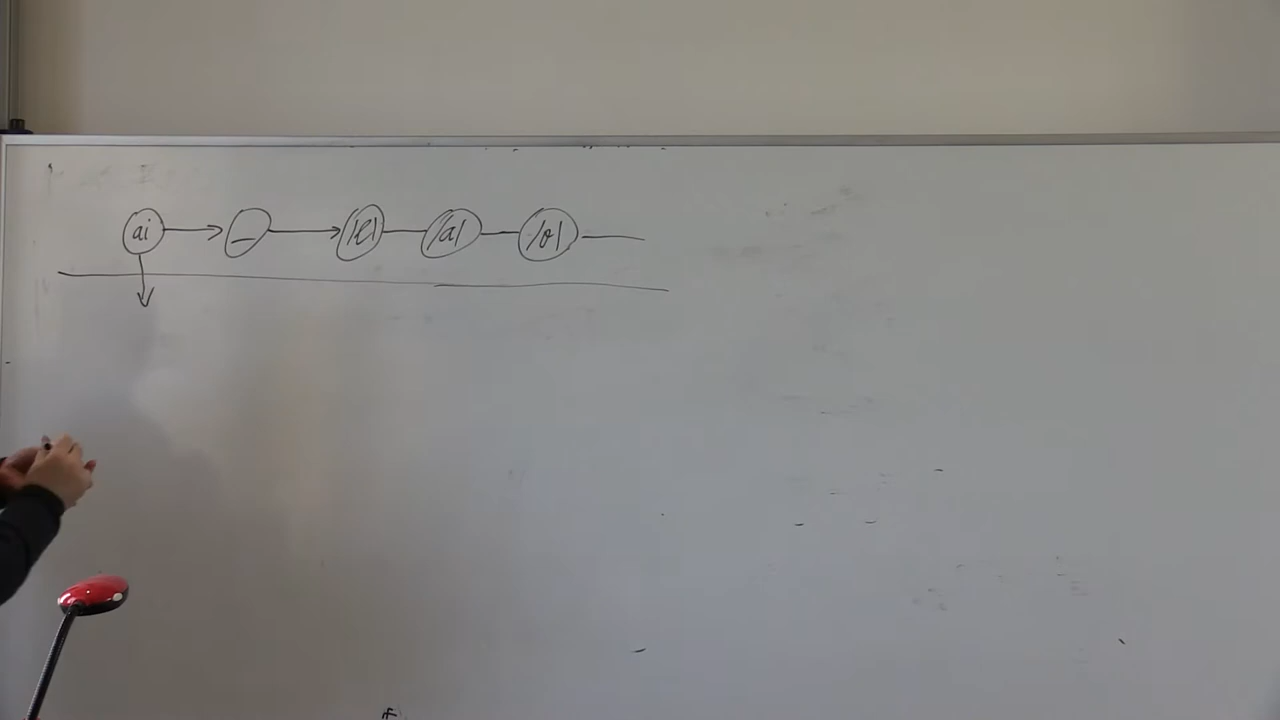 ai → _ → |e| — |a| — |o| —